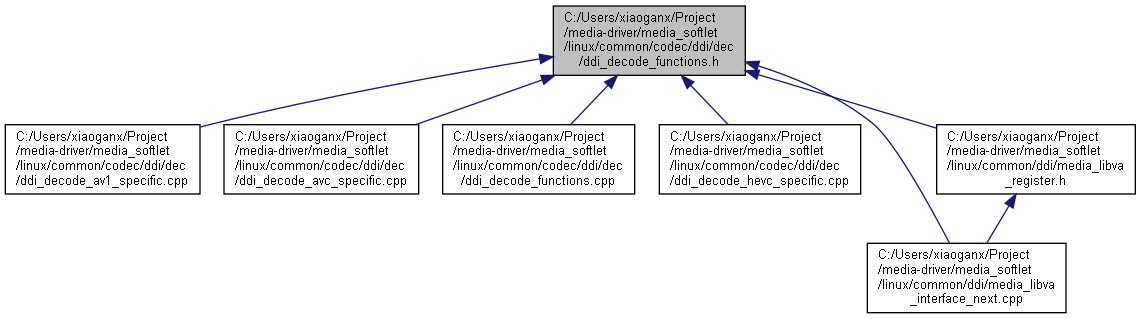 C:/Users/xiaoganx/Project
/media-driver/media_softlet
/linux/common/codec/ddi/dec
/ddi_decode_functions.h
C:/Users/xiaoganx/Project
/media-driver/media_softlet
/linux/common/codec/ddi/dec
/ddi_decode_av1_specific.cpp
C:/Users/xiaoganx/Project
/media-driver/media_softlet
/linux/common/codec/ddi/dec
/ddi_decode_avc_specific.cpp
C:/Users/xiaoganx/Project
/media-driver/media_softlet
/linux/common/codec/ddi/dec
/ddi_decode_functions.cpp
C:/Users/xiaoganx/Project
/media-driver/media_softlet
/linux/common/codec/ddi/dec
/ddi_decode_hevc_specific.cpp
C:/Users/xiaoganx/Project
/media-driver/media_softlet
/linux/common/ddi/media_libva
_register.h
C:/Users/xiaoganx/Project
/media-driver/media_softlet
/linux/common/ddi/media_libva
_interface_next.cpp